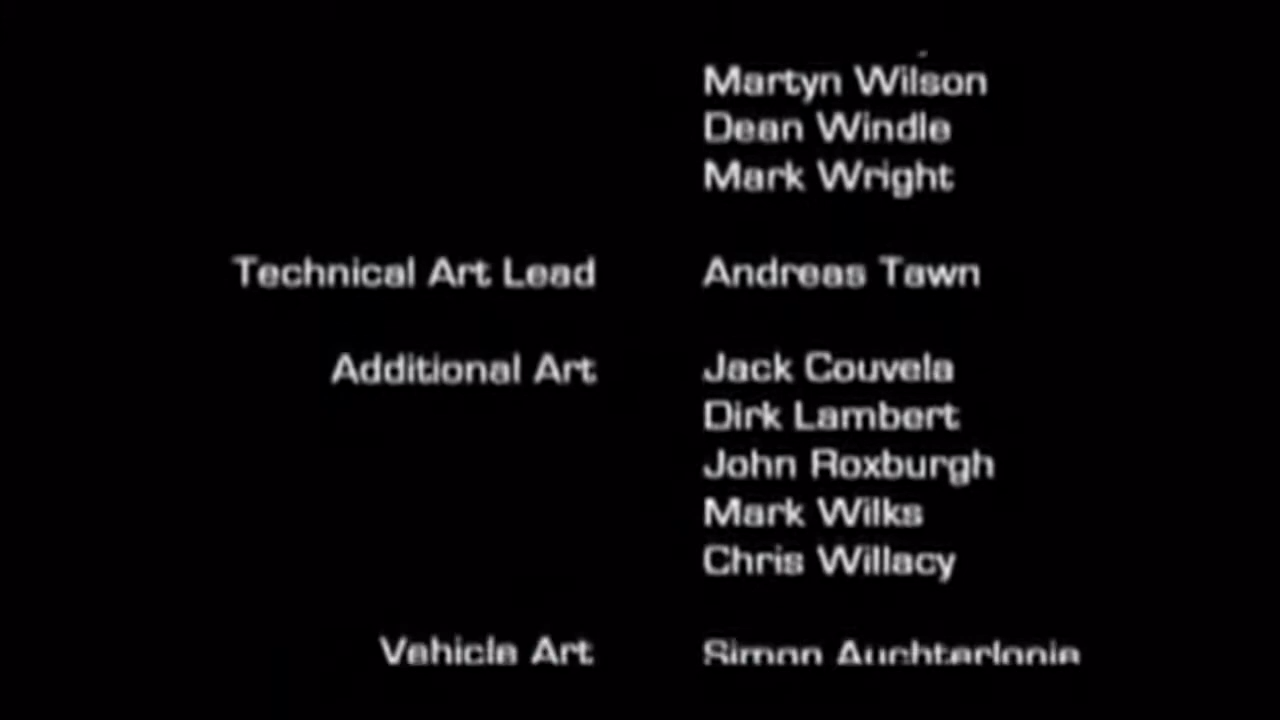 Martyn Wilson
Dean Windle
Mark Wright
Technical Art Lead Andreas Tawn
Additional Art Jack Couvela
Dirk Lambert
John Roxburgh
Mark Wilks
Chris Willacy
Vehicle Art Simon Auchterlonie